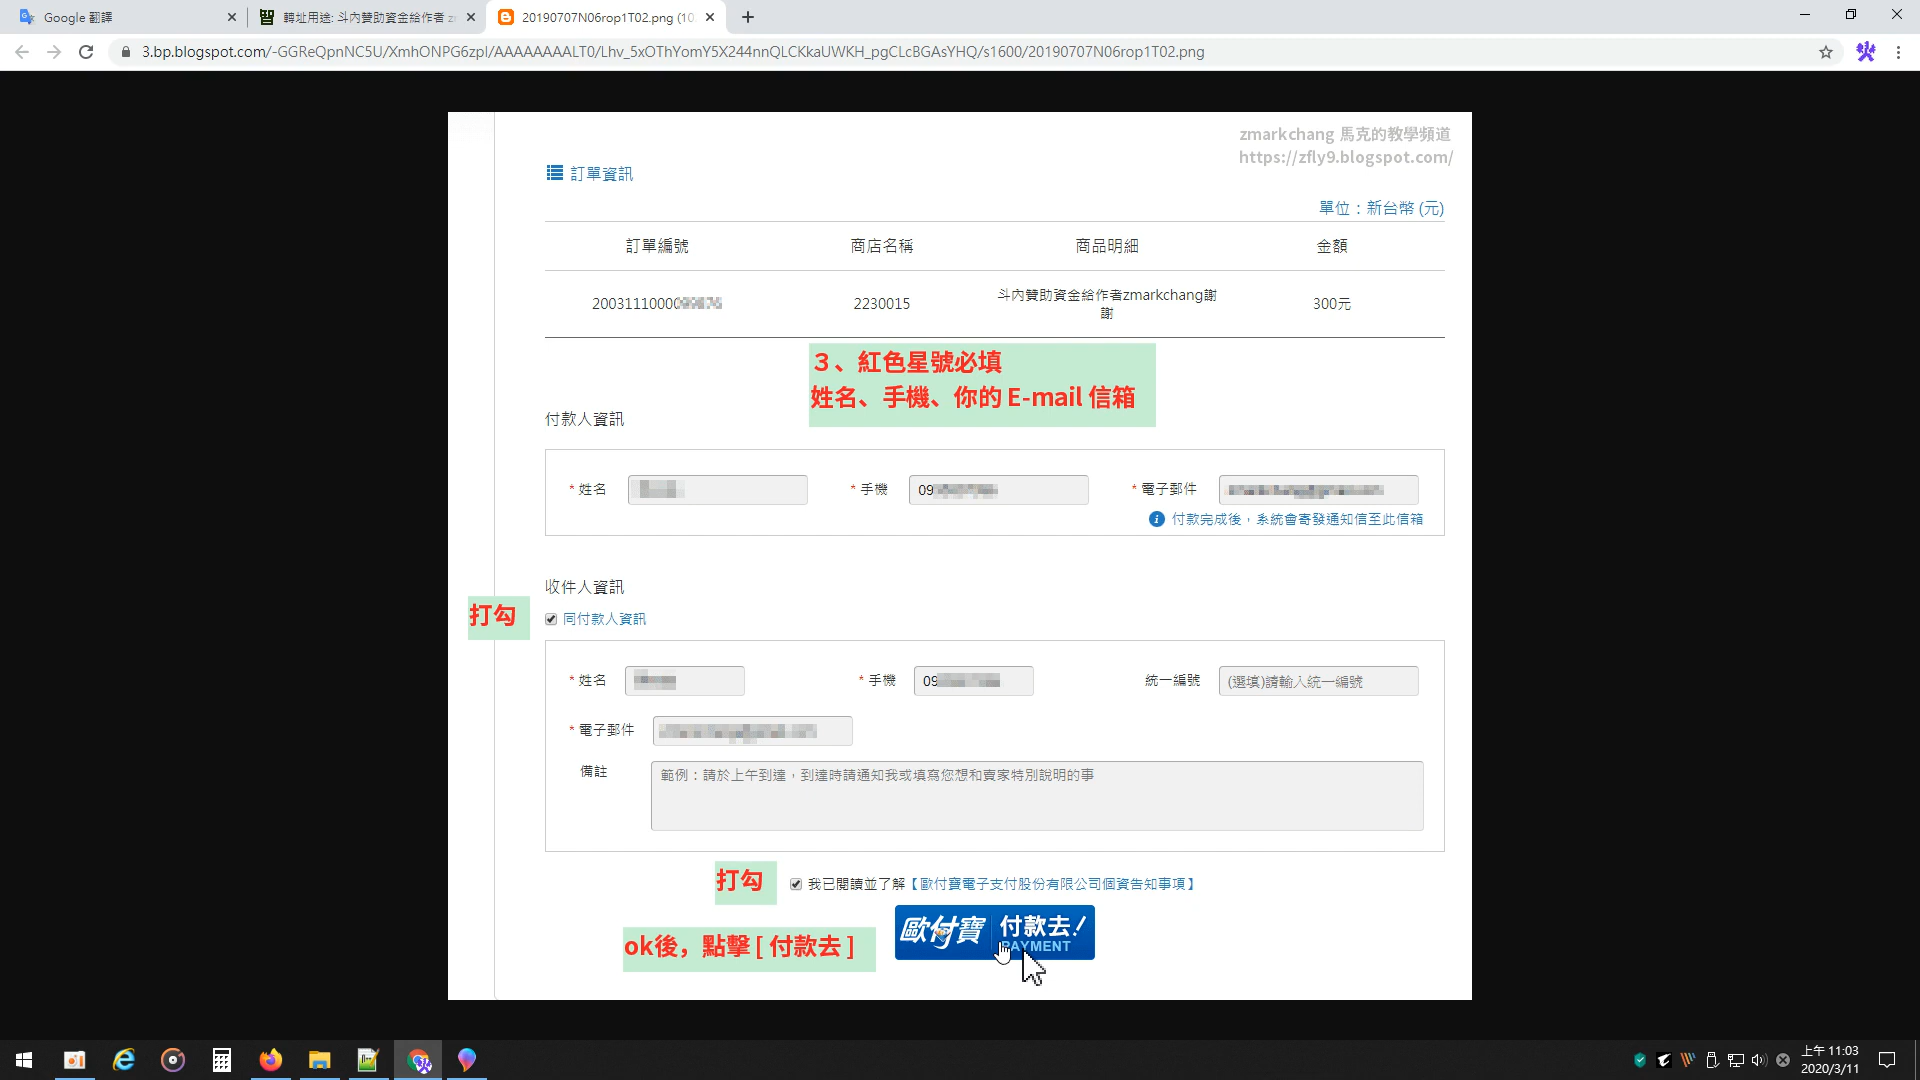 Google 翻譯
轉址用途: 斗內贊助資金給作者 z
20190707N06rop1T02.png (10
3.bp.blogspot.com/-GGReQpnNC5U/XmhONPG6zpI/AAAAAAAALT0/Lhv_5xOThYomY5X244nnQLCKkaUWKH_pgCLcBGAsYHQ/s1600/20190707N06rop1T02.png
zmarkchang 馬克的教學頻道
https://zfly9.blogspot.com/
訂單資訊
單位：新台幣 (元)
訂單編號 商店名稱 商品明細 金額
2003111000 2230015 斗內贊助資金給作者zmarkchang謝謝 300元
３、紅色星號必填
姓名、手機、你的 E-mail 信箱
付款人資訊
* 姓名 * 手機 09 * 電子郵件
付款完成後，系統會寄發通知信至此信箱
收件人資訊
打勾 同付款人資訊
* 姓名 * 手機 09 統一編號 (選填)請輸入統一編號
* 電子郵件
備註 範例：請於上午到達，到達時請通知我或填寫您想和賣家特別說明的事
打勾 我已閱讀並了解【歐付寶電子支付股份有限公司個資告知事項】
ok後，點擊 [ 付款去 ] 歐付寶 付款去!
PAYMENT
上午 11:03
2020/3/11